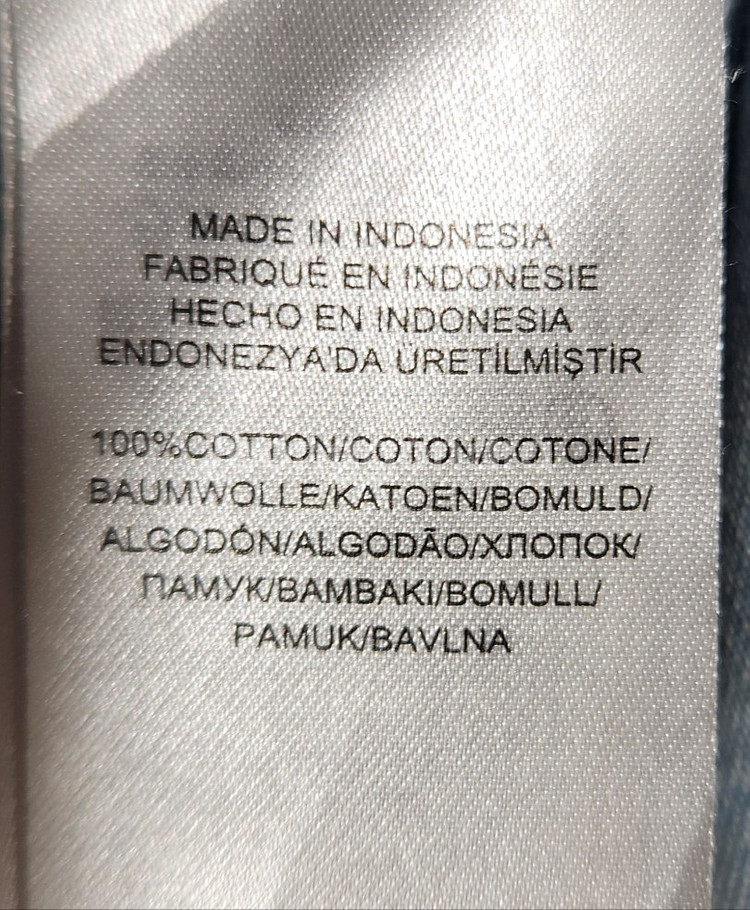 MADE IN INDONESIA
FABRIQUÉ EN INDONÉSIE
HECHO EN INDONESIA
ENDONEZYA'DA ÜRETİLMİŞTİR
100%COTTON/COTON/COTONE/
BAUMWOLLE/KATOEN/BOMULD/
ALGODÓN/ALGODÃO/ХЛОПОК/
ПАМУК/BAMBAKI/BOMULL/
PAMUK/BAVLNA